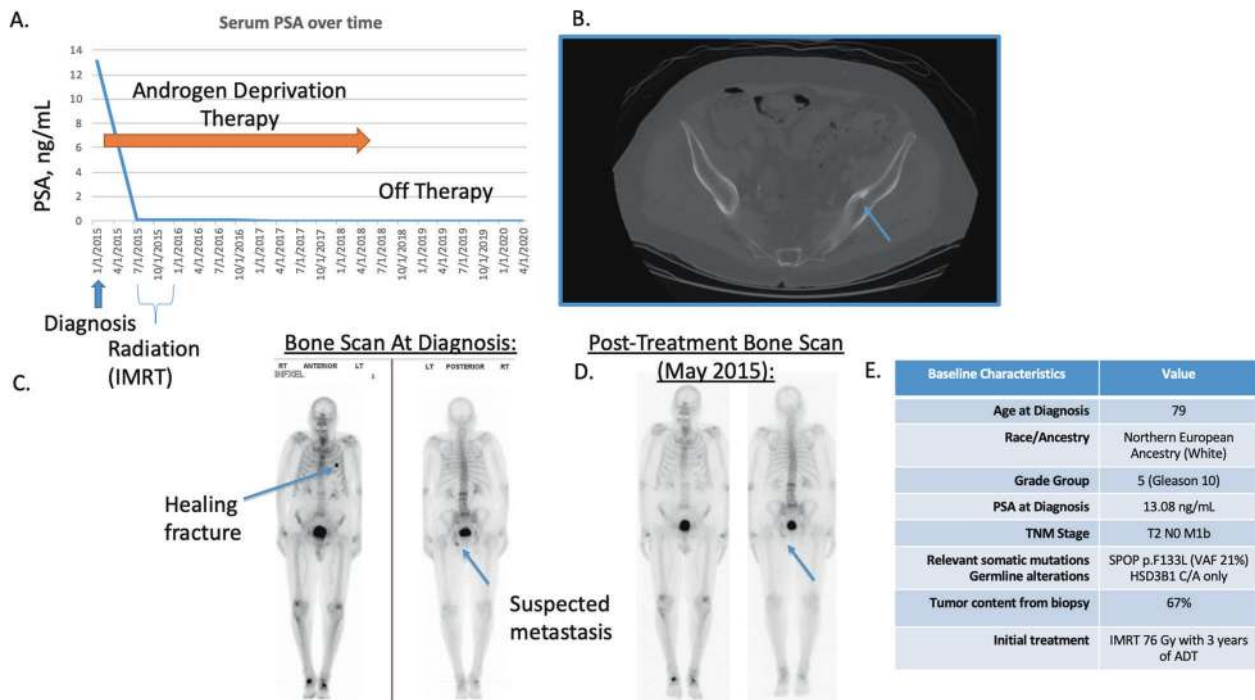 A.
Serum PSA over time
PSA, ng/mL
14
12
10
8
6
4
2
0
Androgen Deprivation
Therapy
Off Therapy
1/1/2015
4/1/2015
7/1/2015
10/1/2015
1/1/2016
4/1/2016
7/1/2016
10/1/2016
1/1/2017
4/1/2017
7/1/2017
10/1/2017
1/1/2018
4/1/2018
7/1/2018
10/1/2018
1/1/2019
4/1/2019
7/1/2019
10/1/2019
1/1/2020
4/1/2020
Diagnosis
Radiation
(IMRT)
B.
C.
Bone Scan At Diagnosis:
RT ANTERIOR LT
1
LT POSTERIOR RT
Healing
fracture
Suspected
metastasis
D.
Post-Treatment Bone Scan
(May 2015):
E.
Baseline Characteristics Value
Age at Diagnosis 79
Race/Ancestry Northern European
Ancestry (White)
Grade Group 5 (Gleason 10)
PSA at Diagnosis 13.08 ng/mL
TNM Stage T2 N0 M1b
Relevant somatic mutations SPOP p.F133L (VAF 21%)
Germline alterations HSD3B1 C/A only
Tumor content from biopsy 67%
Initial treatment IMRT 76 Gy with 3 years
of ADT